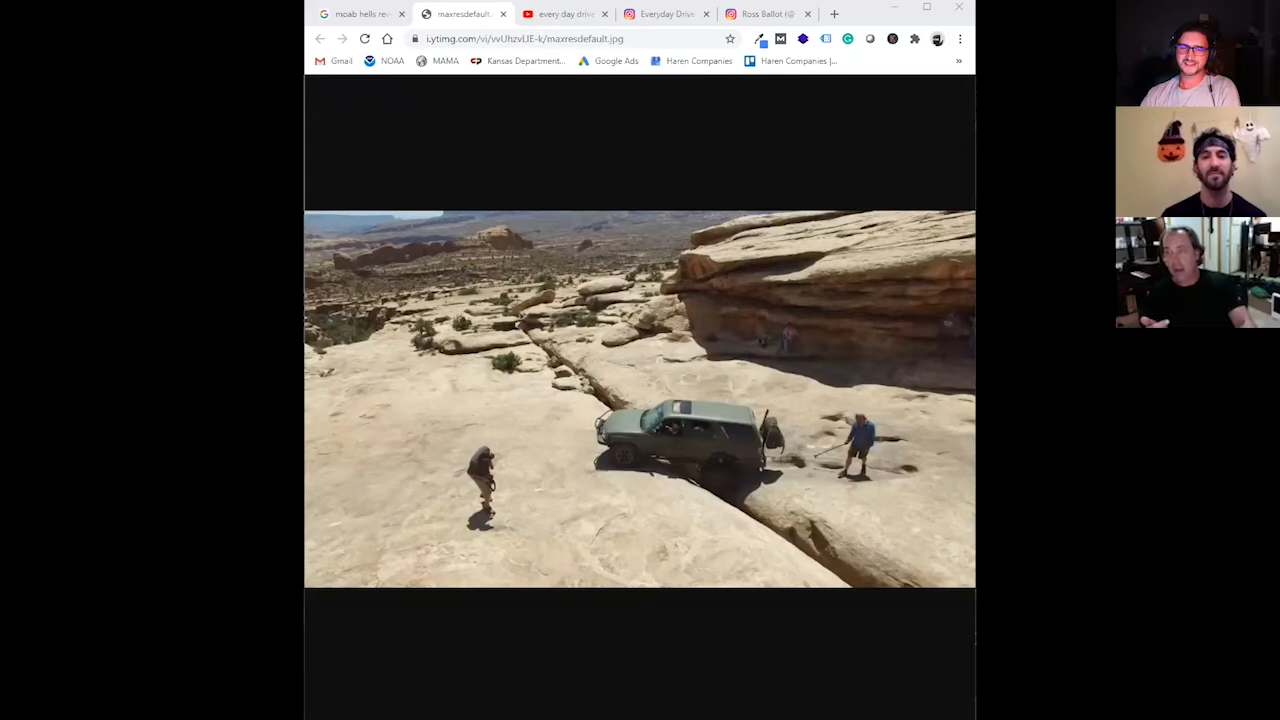 moab hells rev
maxresdefault.
every day drive
Everyday Drive
Ross Ballot (@
i.ytimg.com/vi/vvUhzvLlE-k/maxresdefault.jpg
Gmail
NOAA
MAMA
Kansas Department...
Google Ads
Haren Companies
Haren Companies |...